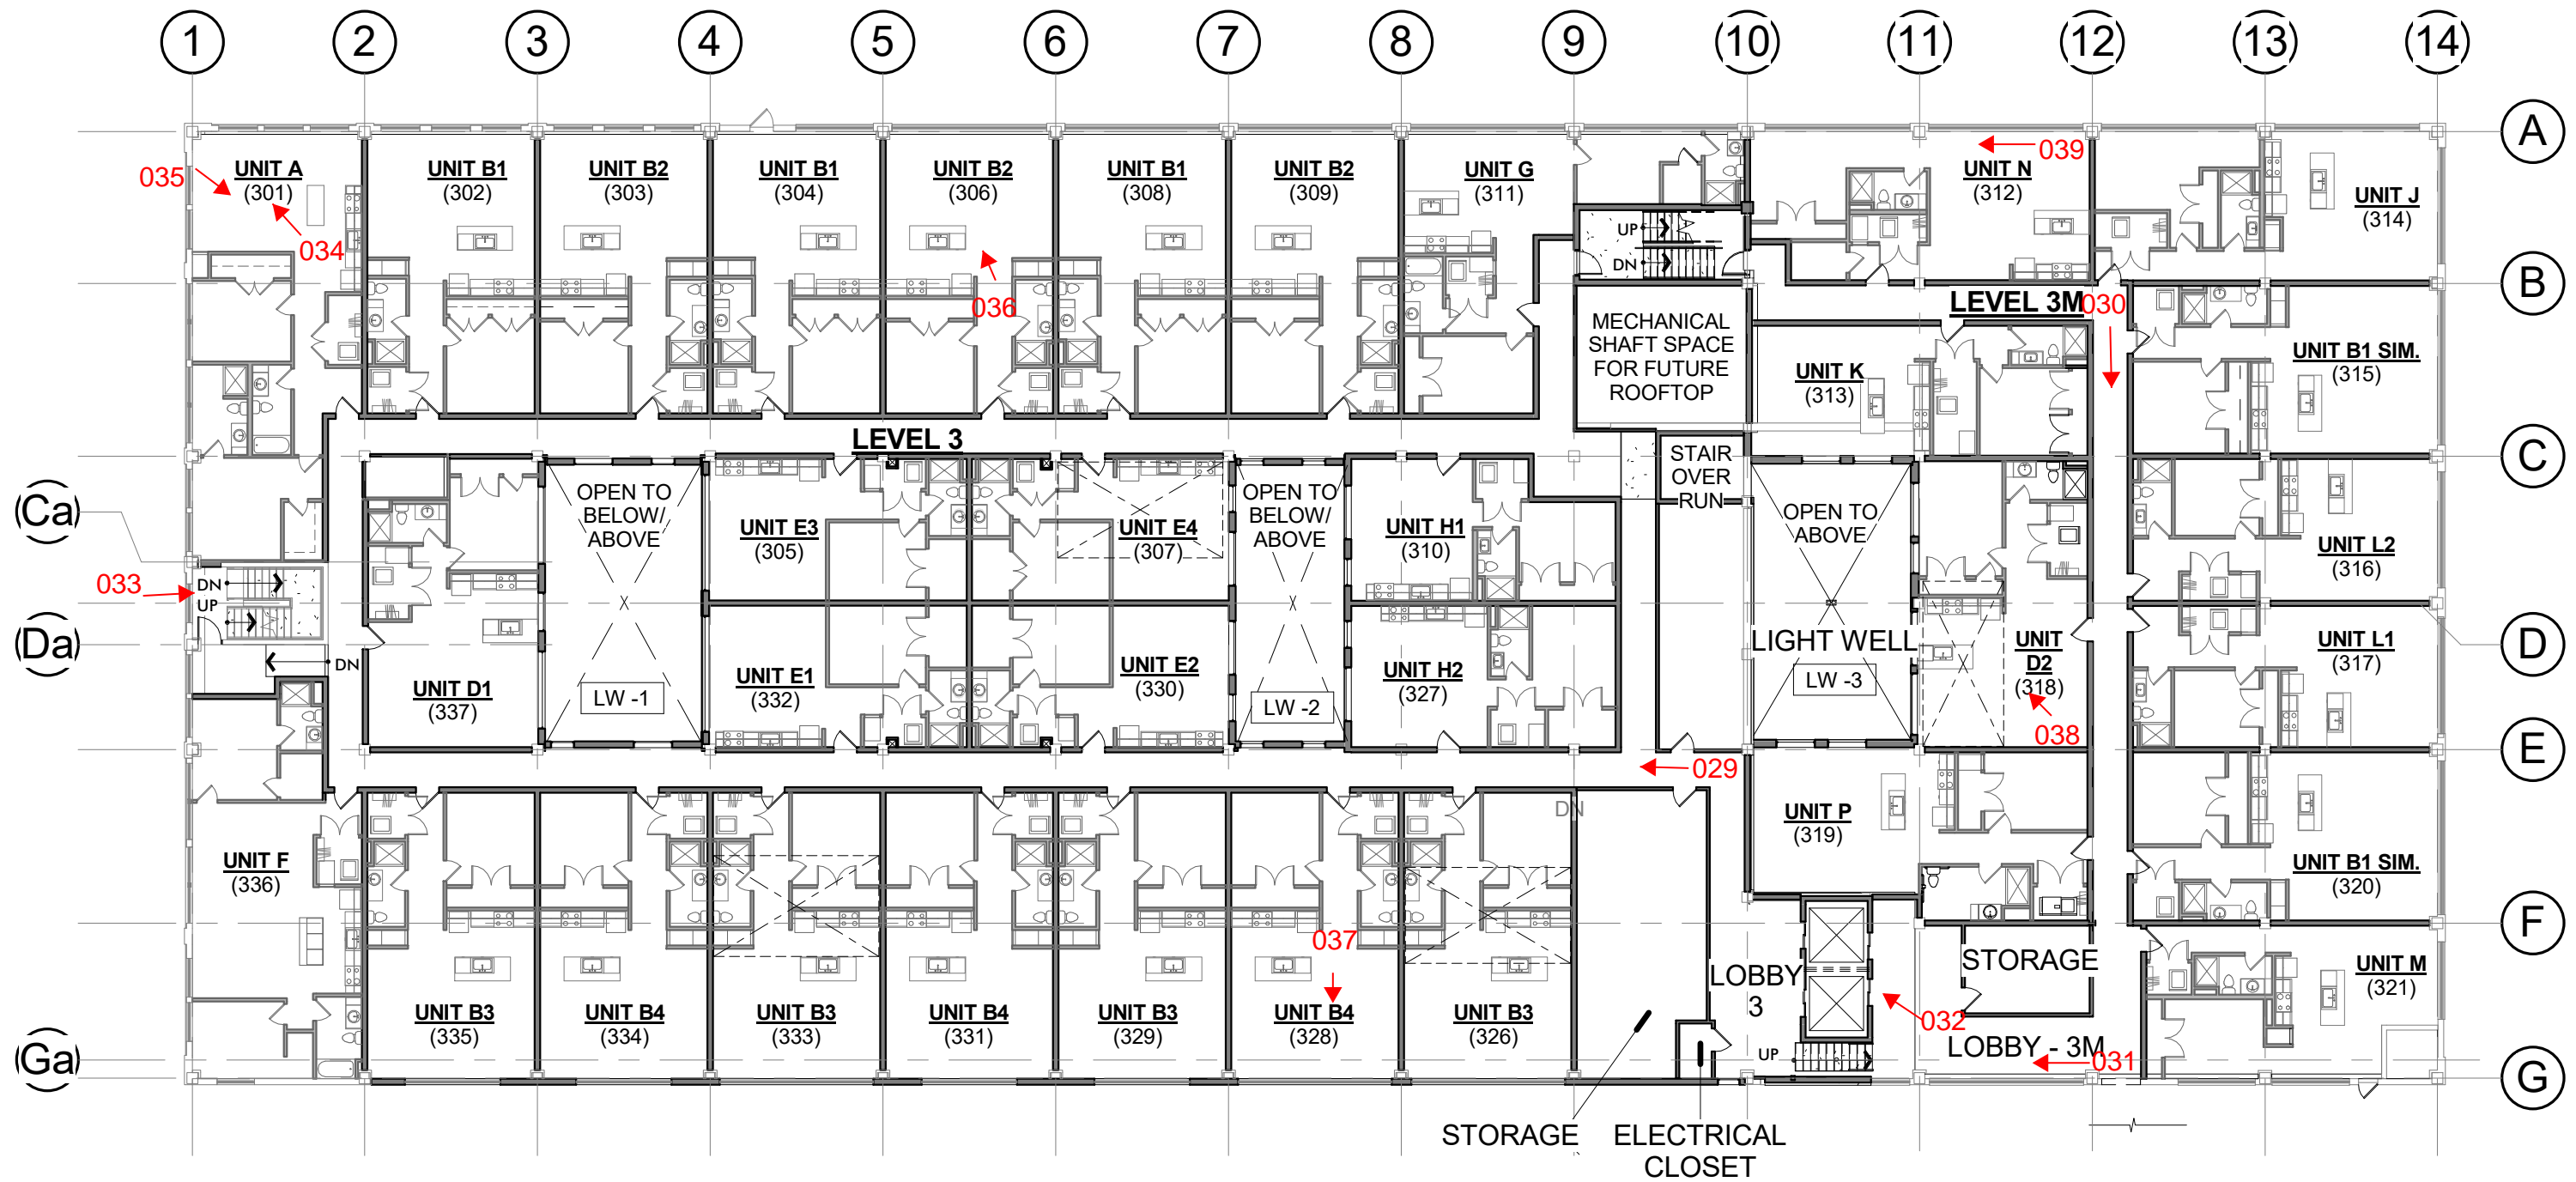 1 2 3 4 5 6 7 8 9 10 11 12 13 14
A
UNIT A
(301)
035
034
UNIT B1
(302)
UNIT B2
(303)
UNIT B1
(304)
UNIT B2
(306)
036
UNIT B1
(308)
UNIT B2
(309)
UNIT G
(311)
UP
DN
039
UNIT N
(312)
UNIT J
(314)
B
LEVEL 3M
030
MECHANICAL
SHAFT SPACE
FOR FUTURE
ROOFTOP
UNIT K
(313)
UNIT B1 SIM.
(315)
LEVEL 3
C
Ca
OPEN TO
BELOW/
ABOVE
UNIT E3
(305)
UNIT E4
(307)
OPEN TO
BELOW/
ABOVE
UNIT H1
(310)
STAIR
OVER
RUN
OPEN TO
ABOVE
UNIT L2
(316)
033
DN
UP
DN
Da
D
UNIT D1
(337)
LW -1
UNIT E1
(332)
UNIT E2
(330)
LW -2
UNIT H2
(327)
LIGHT WELL
LW -3
UNIT
D2
(318)
038
UNIT L1
(317)
E
029
DN
UNIT P
(319)
UNIT F
(336)
UNIT B1 SIM.
(320)
F
037
LOBBY
3
STORAGE
UNIT M
(321)
UNIT B3
(335)
UNIT B4
(334)
UNIT B3
(333)
UNIT B4
(331)
UNIT B3
(329)
UNIT B4
(328)
UNIT B3
(326)
032
UP
LOBBY - 3M
031
Ga
G
STORAGE
ELECTRICAL
CLOSET